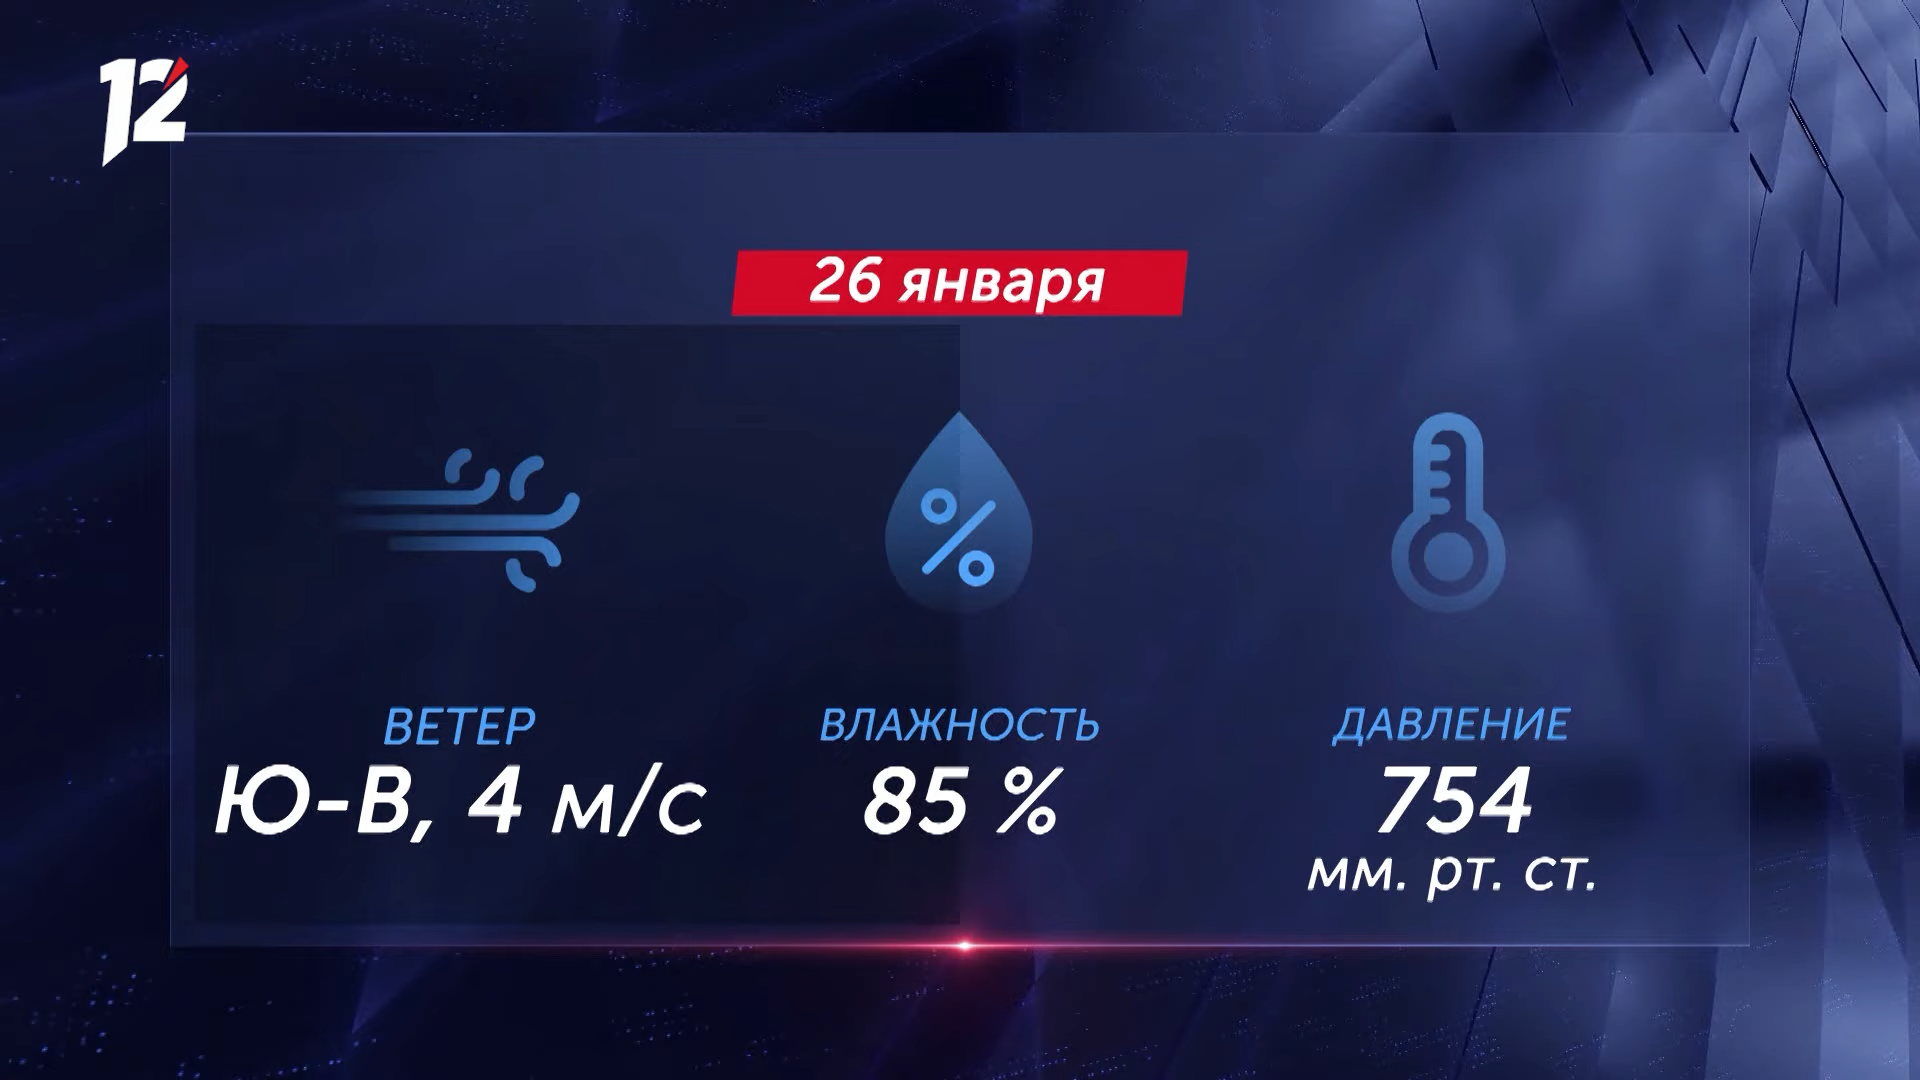 12
26 января
ВЕТЕР
Ю-В, 4 м/с
%
ВЛАЖНОСТЬ
85 %
ДАВЛЕНИЕ
754
мм. рт. ст.